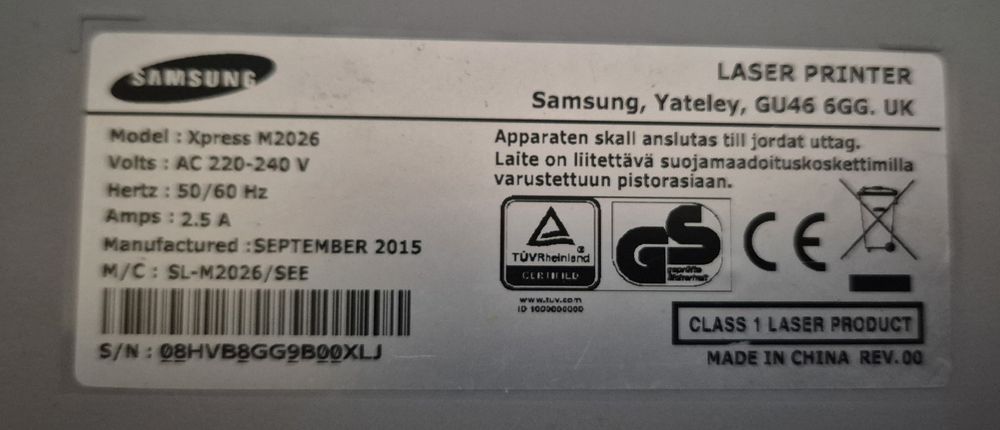 SAMSUNG
LASER PRINTER
Samsung, Yateley, GU46 6GG. UK
Model : Xpress M2026
Volts : AC 220-240 V
Hertz : 50/60 Hz
Amps : 2.5 A
Manufactured :SEPTEMBER 2015
M/C : SL-M2026/SEE
S/N : 08HVB8GG9B00XLJ
Apparaten skall anslutas till jordat uttag.
Laite on liitettävä suojamaadoituskoskettimilla
varustettuun pistorasiaan.
TÜVRheinland
®
CERTIFIED
www.tuv.com
ID 1000000000
GS
geprüfte
Sicherheit
CE
CLASS 1 LASER PRODUCT
MADE IN CHINA REV.00